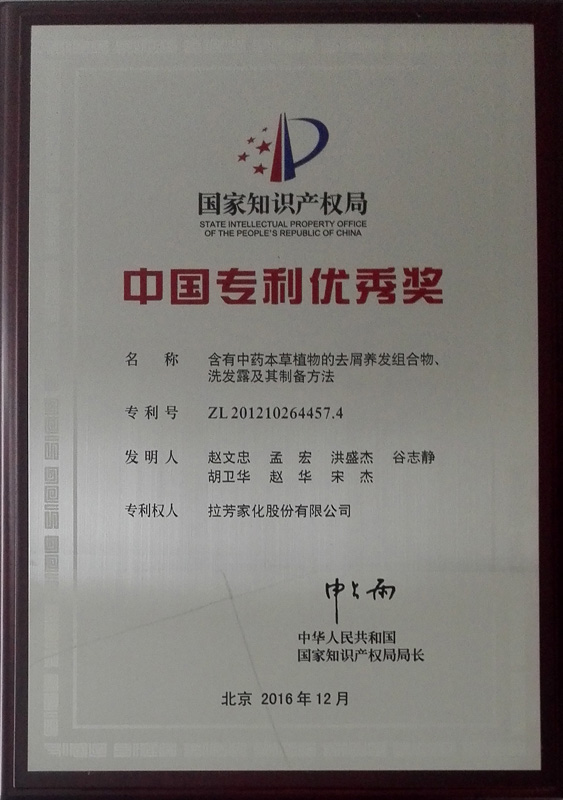 国家知识产权局
STATE INTELLECTUAL PROPERTY OFFICE
OF THE PEOPLE'S REPUBLIC OF CHINA
中国专利优秀奖
名 称 含有中药本草植物的去屑养发组合物、
洗发露及其制备方法
专利号 ZL 201210264457.4
发明人 赵文忠 孟 宏 洪盛杰 谷志静
胡卫华 赵 华 宋 杰
专利权人 拉芳家化股份有限公司
申长雨
中华人民共和国
国家知识产权局局长
北京 2016年12月